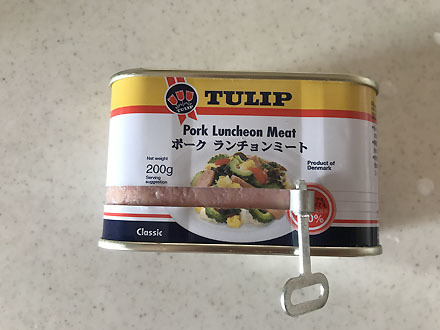 TULIP
TULIP
Pork Luncheon Meat
ポーク ランチョンミート
Net weight
200g
Serving
suggestion
Product of
Denmark
Classic